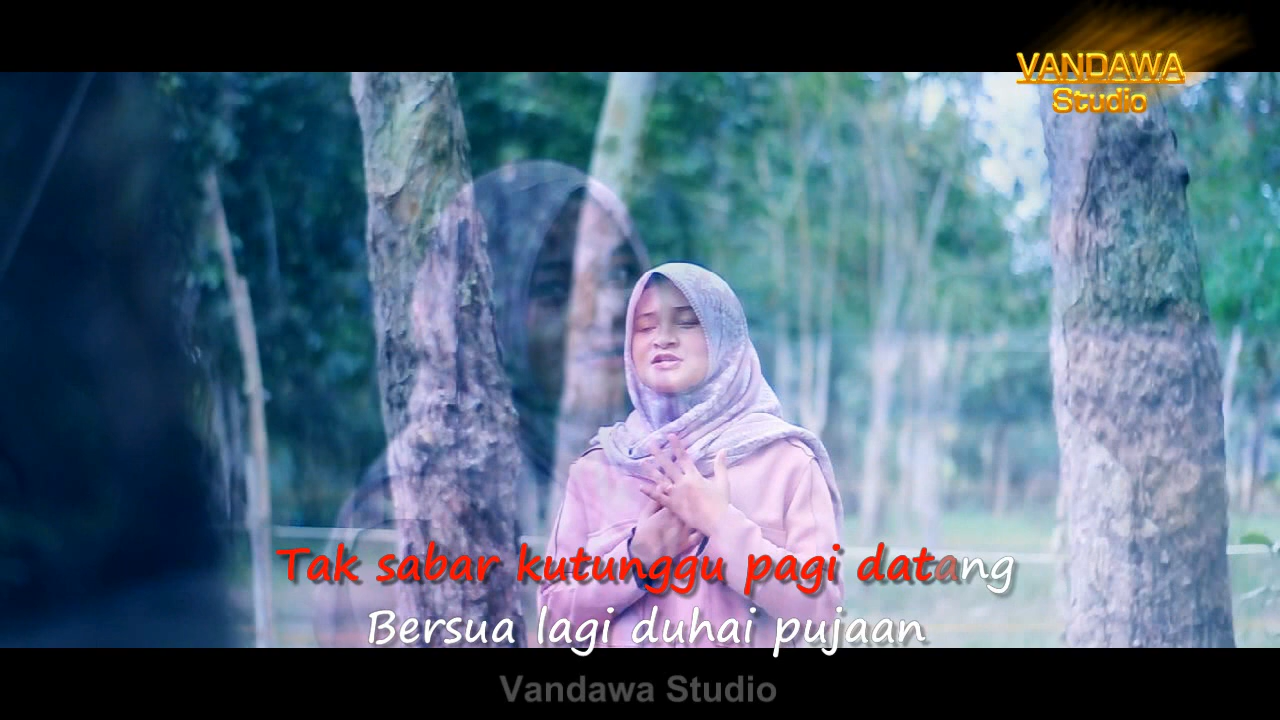 VANDAWA
Studio
Tak sabar kutunggu pagi datang
Bersua lagi duhai pujaan
Vandawa Studio